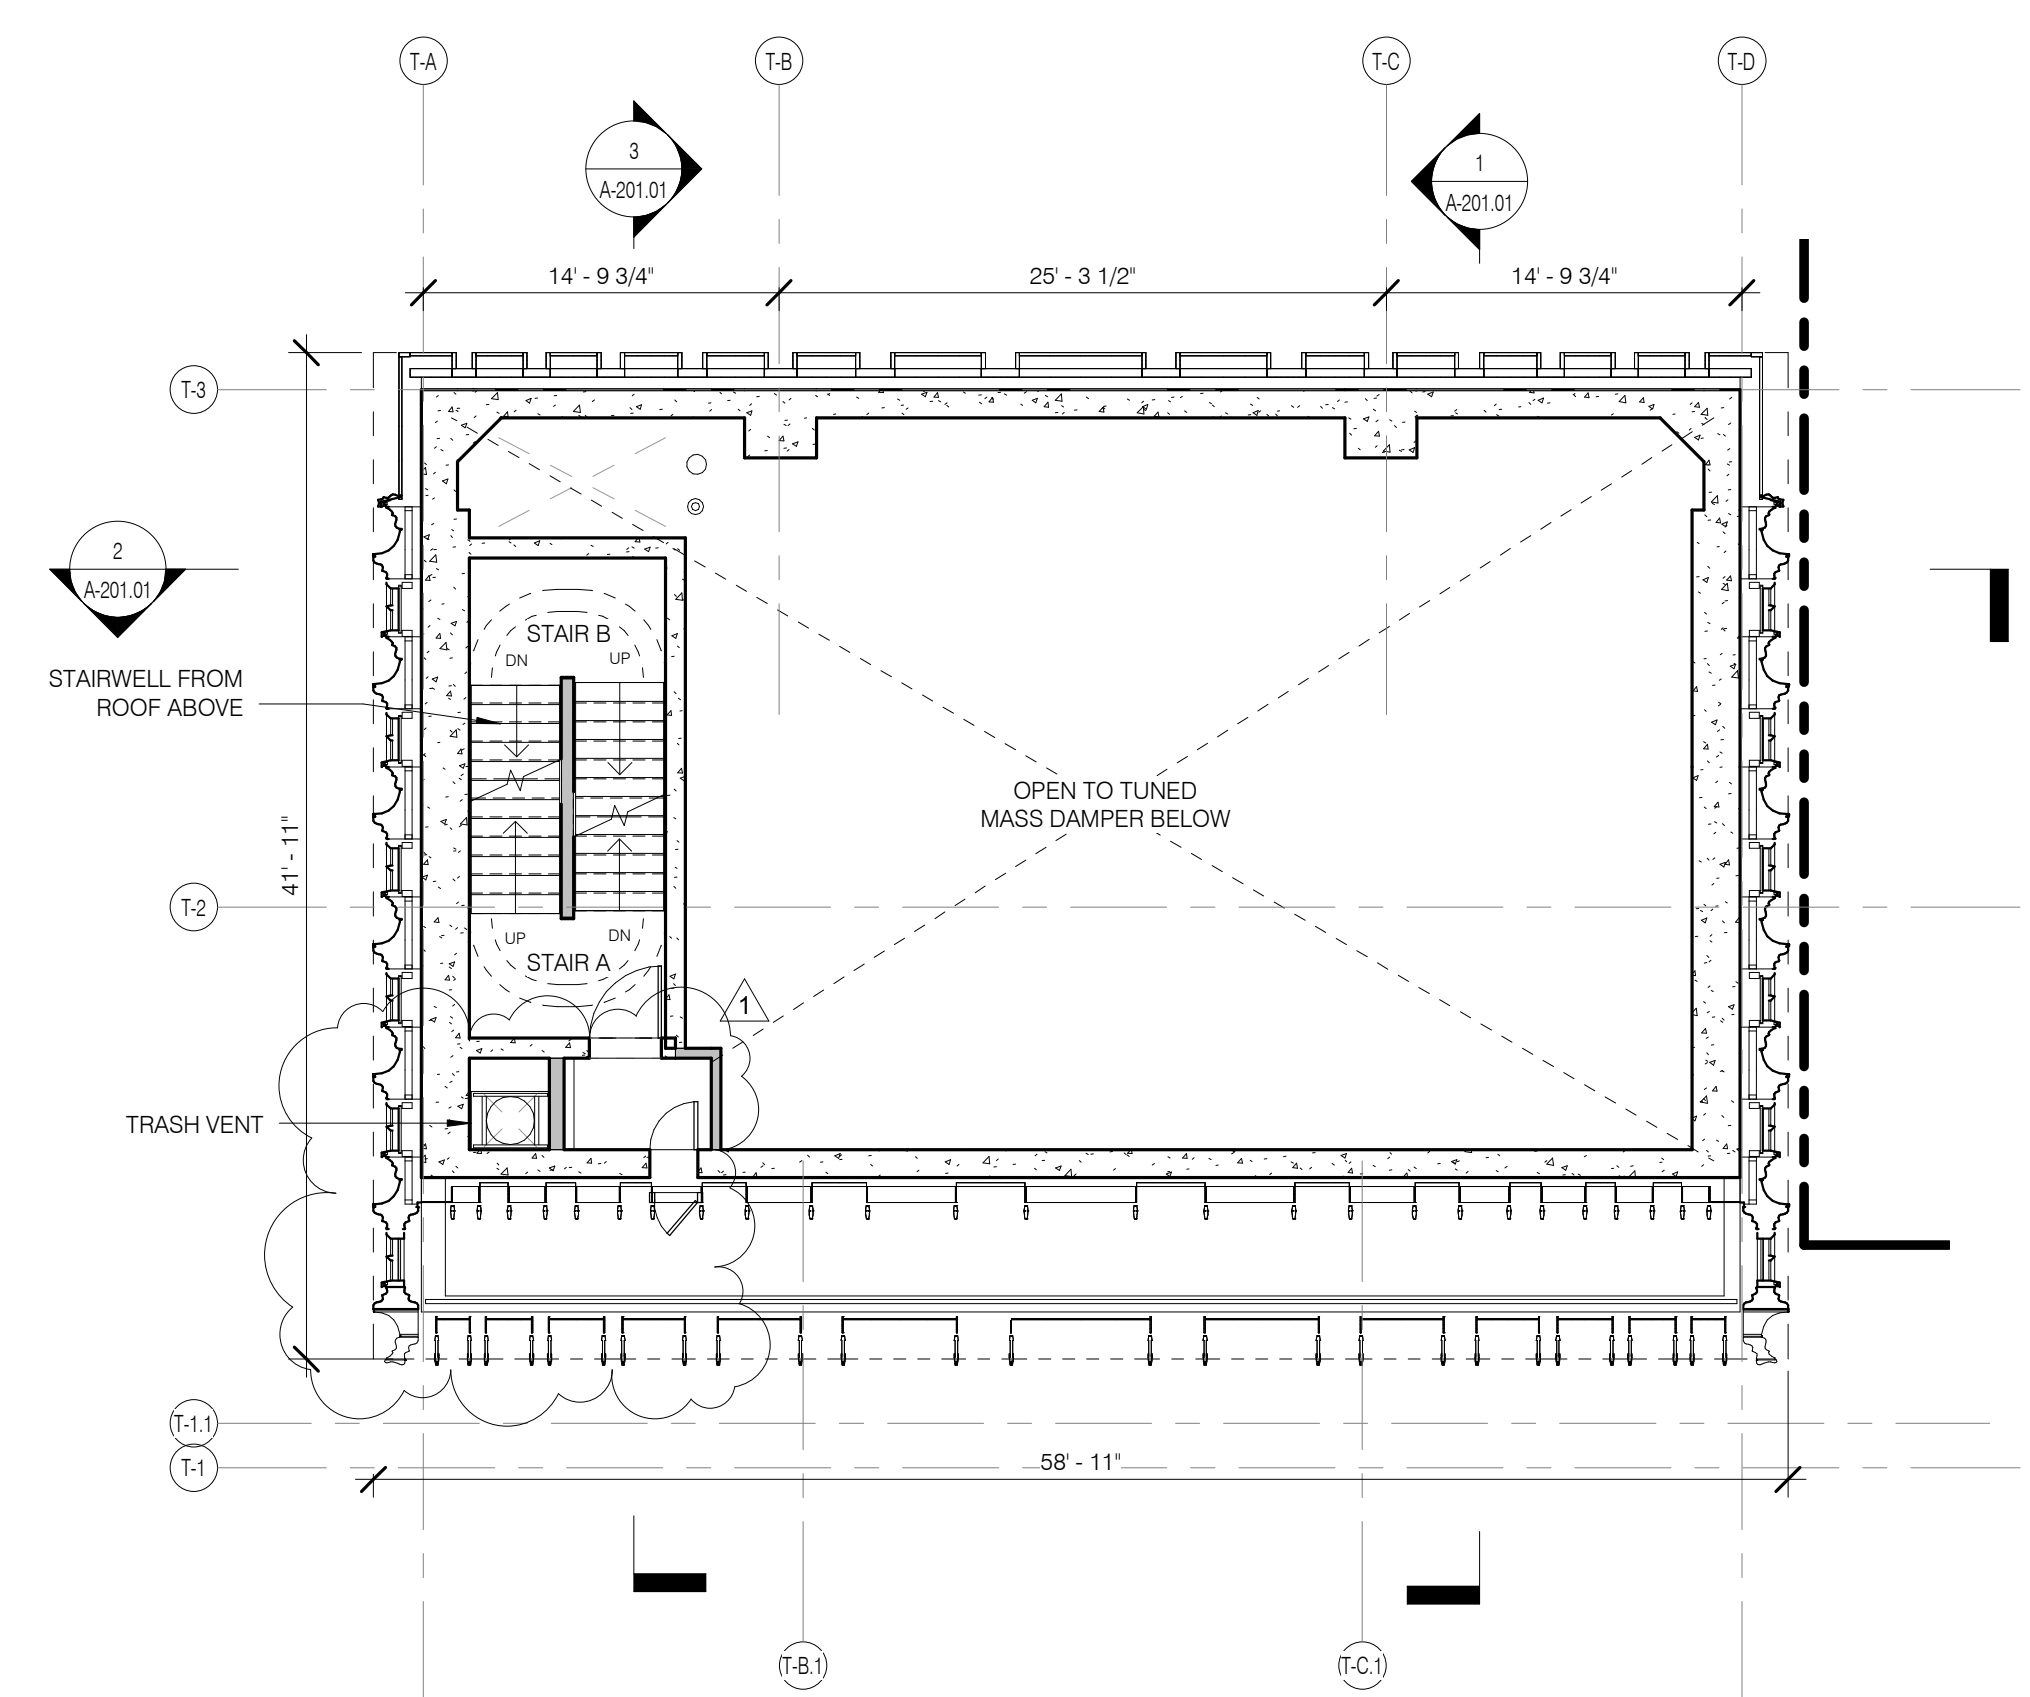 T-A
T-B
T-C
T-D
3
A-201.01
1
A-201.01
14' - 9 3/4"
25' - 3 1/2"
14' - 9 3/4"
T-3
2
A-201.01
STAIR B
DN
UP
STAIRWELL FROM
ROOF ABOVE
OPEN TO TUNED
MASS DAMPER BELOW
41' - 11"
T-2
UP
DN
STAIR A
1
TRASH VENT
T-1.1
T-1
58' - 11"
T-B.1
T-C.1